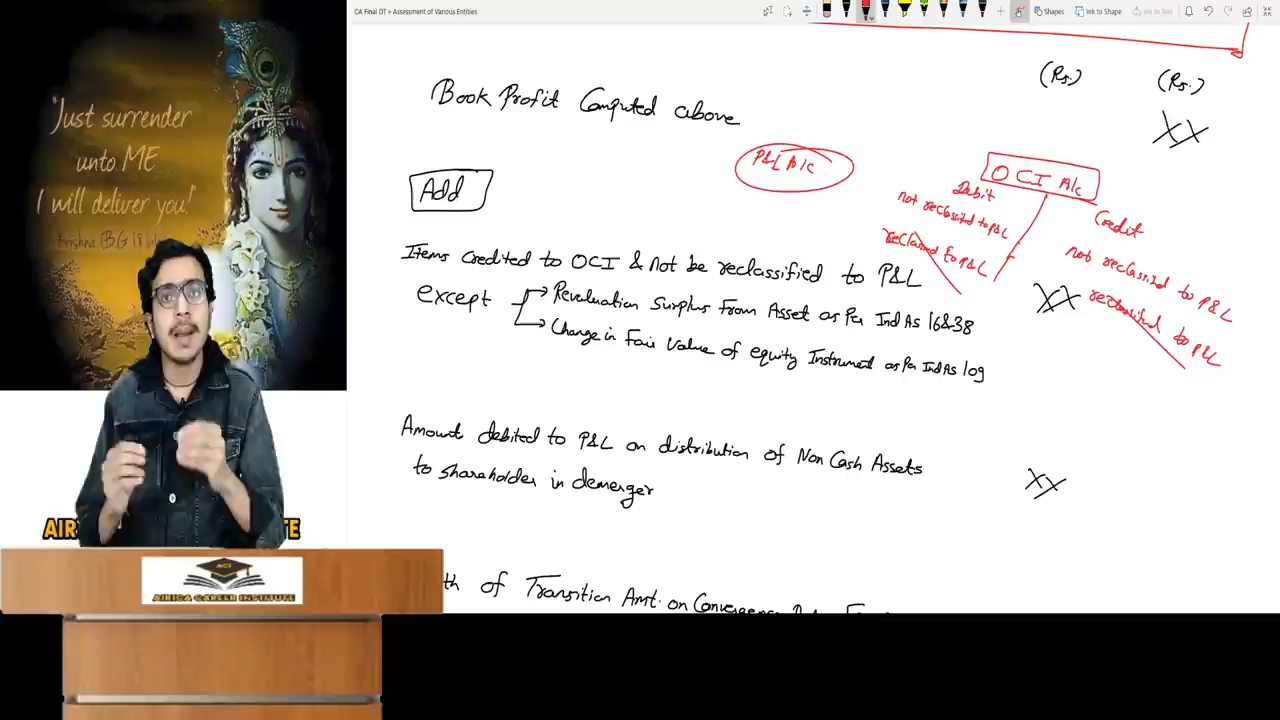 CA Final DT » Assessment of Various Entities
Shapes
Ink to Shape
Ink to Text
"Just surrender
unto ME
I will deliver you!"
(Rs.) (Rs.)
Book Profit Computed above XX
P&L A/c
OCI A/c
Debit
not reclassified to P&L
Credit
not reclassified to P&L
reclassified to P&L
Add
Items Credited to OCI & Not be reclassified to P&L
except Revaluation Surplus From Asset as Per Ind As 16&38 XX
Change in Fair Value of equity Instrument as Per Ind As 109
Amount debited to P&L on distribution of Non Cash Assets
to shareholder in demerger XX
th of Transition Amt. on Convergence
ACI
AIRICA CAREER INSTITUTE